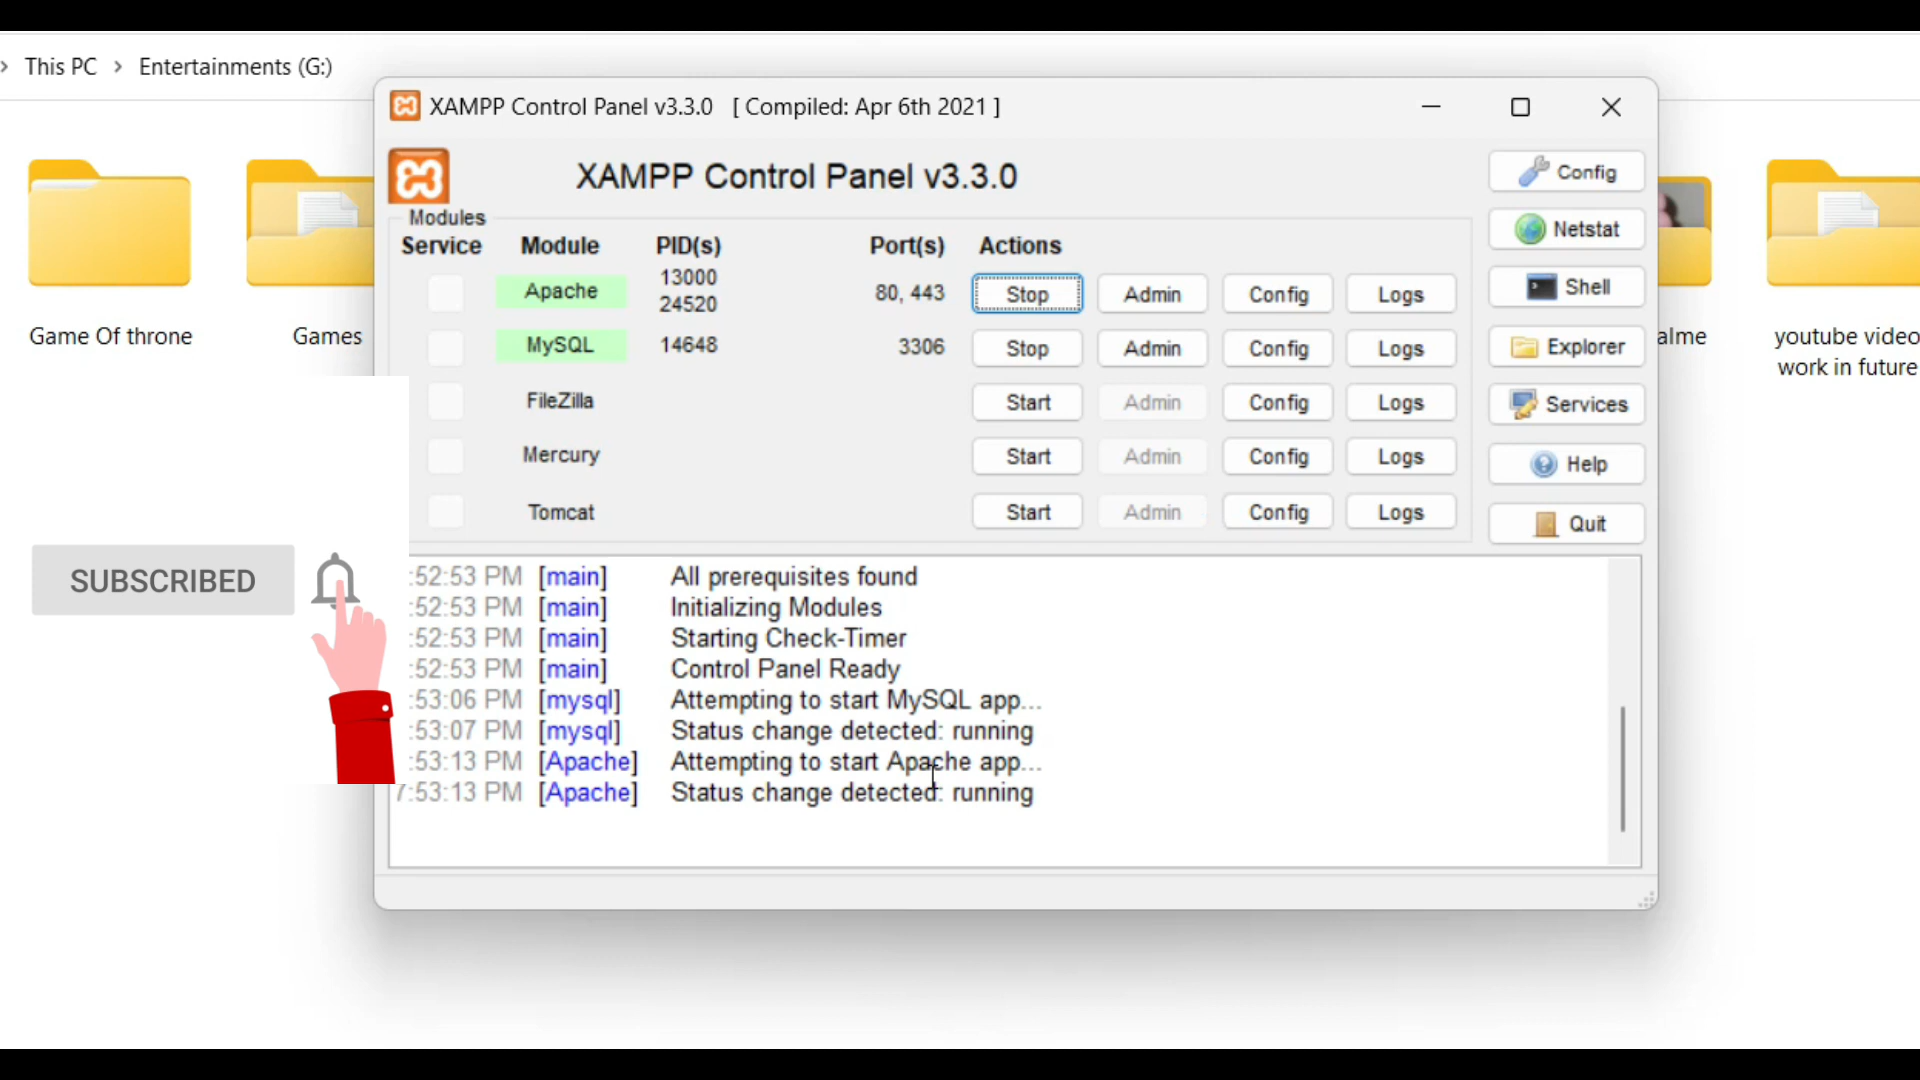 This PC > Entertainments (G:)
XAMPP Control Panel v3.3.0 [ Compiled: Apr 6th 2021 ]
XAMPP Control Panel v3.3.0
Config
Modules
Service Module PID(s) Port(s) Actions
Netstat
Apache 13000 24520 80, 443 Stop Admin Config Logs
Shell
MySQL 14648 3306 Stop Admin Config Logs
Explorer
FileZilla Start Admin Config Logs
Services
Mercury Start Admin Config Logs
Help
Tomcat Start Admin Config Logs
Quit
Game Of throne
Games
alme
youtube video
work in future
SUBSCRIBED
:52:53 PM [main] All prerequisites found
:52:53 PM [main] Initializing Modules
:52:53 PM [main] Starting Check-Timer
:52:53 PM [main] Control Panel Ready
:53:06 PM [mysql] Attempting to start MySQL app...
:53:07 PM [mysql] Status change detected: running
:53:13 PM [Apache] Attempting to start Apache app...
7:53:13 PM [Apache] Status change detected: running